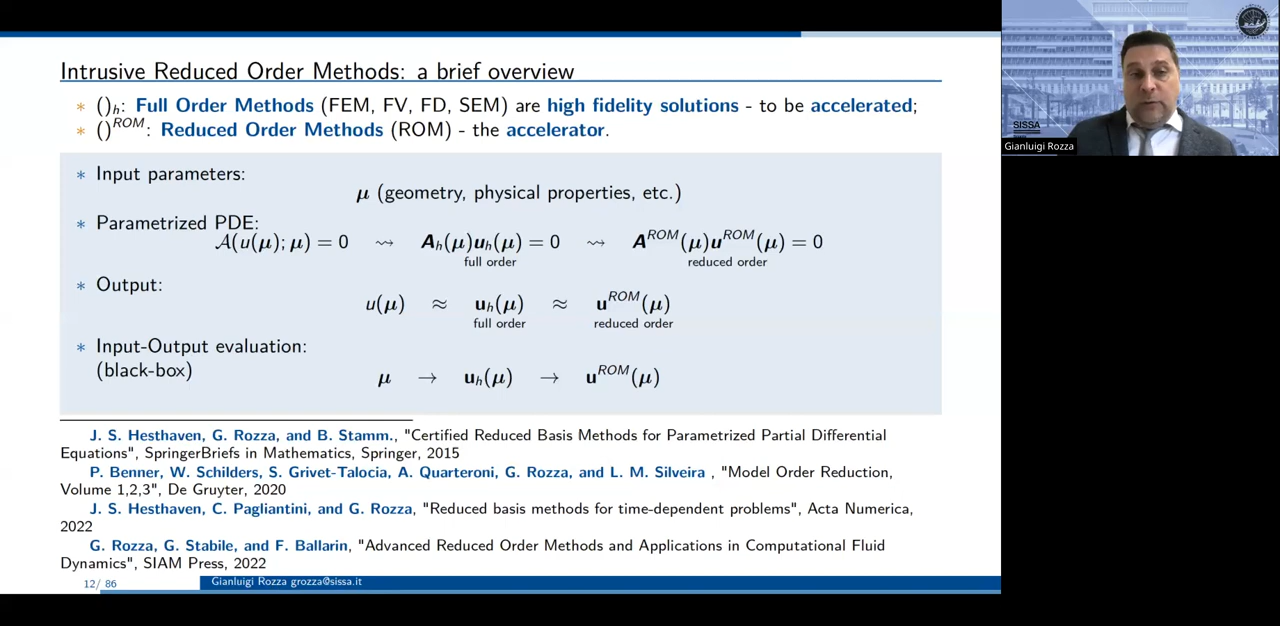 Intrusive Reduced Order Methods: a brief overview
* ()h: Full Order Methods (FEM, FV, FD, SEM) are high fidelity solutions - to be accelerated;
* ()ROM: Reduced Order Methods (ROM) - the accelerator.
* Input parameters:
μ (geometry, physical properties, etc.)
* Parametrized PDE:
𝒜(u(μ); μ) = 0 ⇝ Aₕ(μ)uₕ(μ) = 0 ⇝ A^ROM(μ)u^ROM(μ) = 0
full order reduced order
* Output:
u(μ) ≈ uₕ(μ) ≈ u^ROM(μ)
full order reduced order
* Input-Output evaluation:
(black-box)
μ → uₕ(μ) → u^ROM(μ)
J. S. Hesthaven, G. Rozza, and B. Stamm., "Certified Reduced Basis Methods for Parametrized Partial Differential
Equations", SpringerBriefs in Mathematics, Springer, 2015
P. Benner, W. Schilders, S. Grivet-Talocia, A. Quarteroni, G. Rozza, and L. M. Silveira , "Model Order Reduction,
Volume 1,2,3", De Gruyter, 2020
J. S. Hesthaven, C. Pagliantini, and G. Rozza, "Reduced basis methods for time-dependent problems", Acta Numerica,
2022
G. Rozza, G. Stabile, and F. Ballarin, "Advanced Reduced Order Methods and Applications in Computational Fluid
Dynamics", SIAM Press, 2022
12/ 86
Gianluigi Rozza grozza@sissa.it
SISSA
Gianluigi Rozza